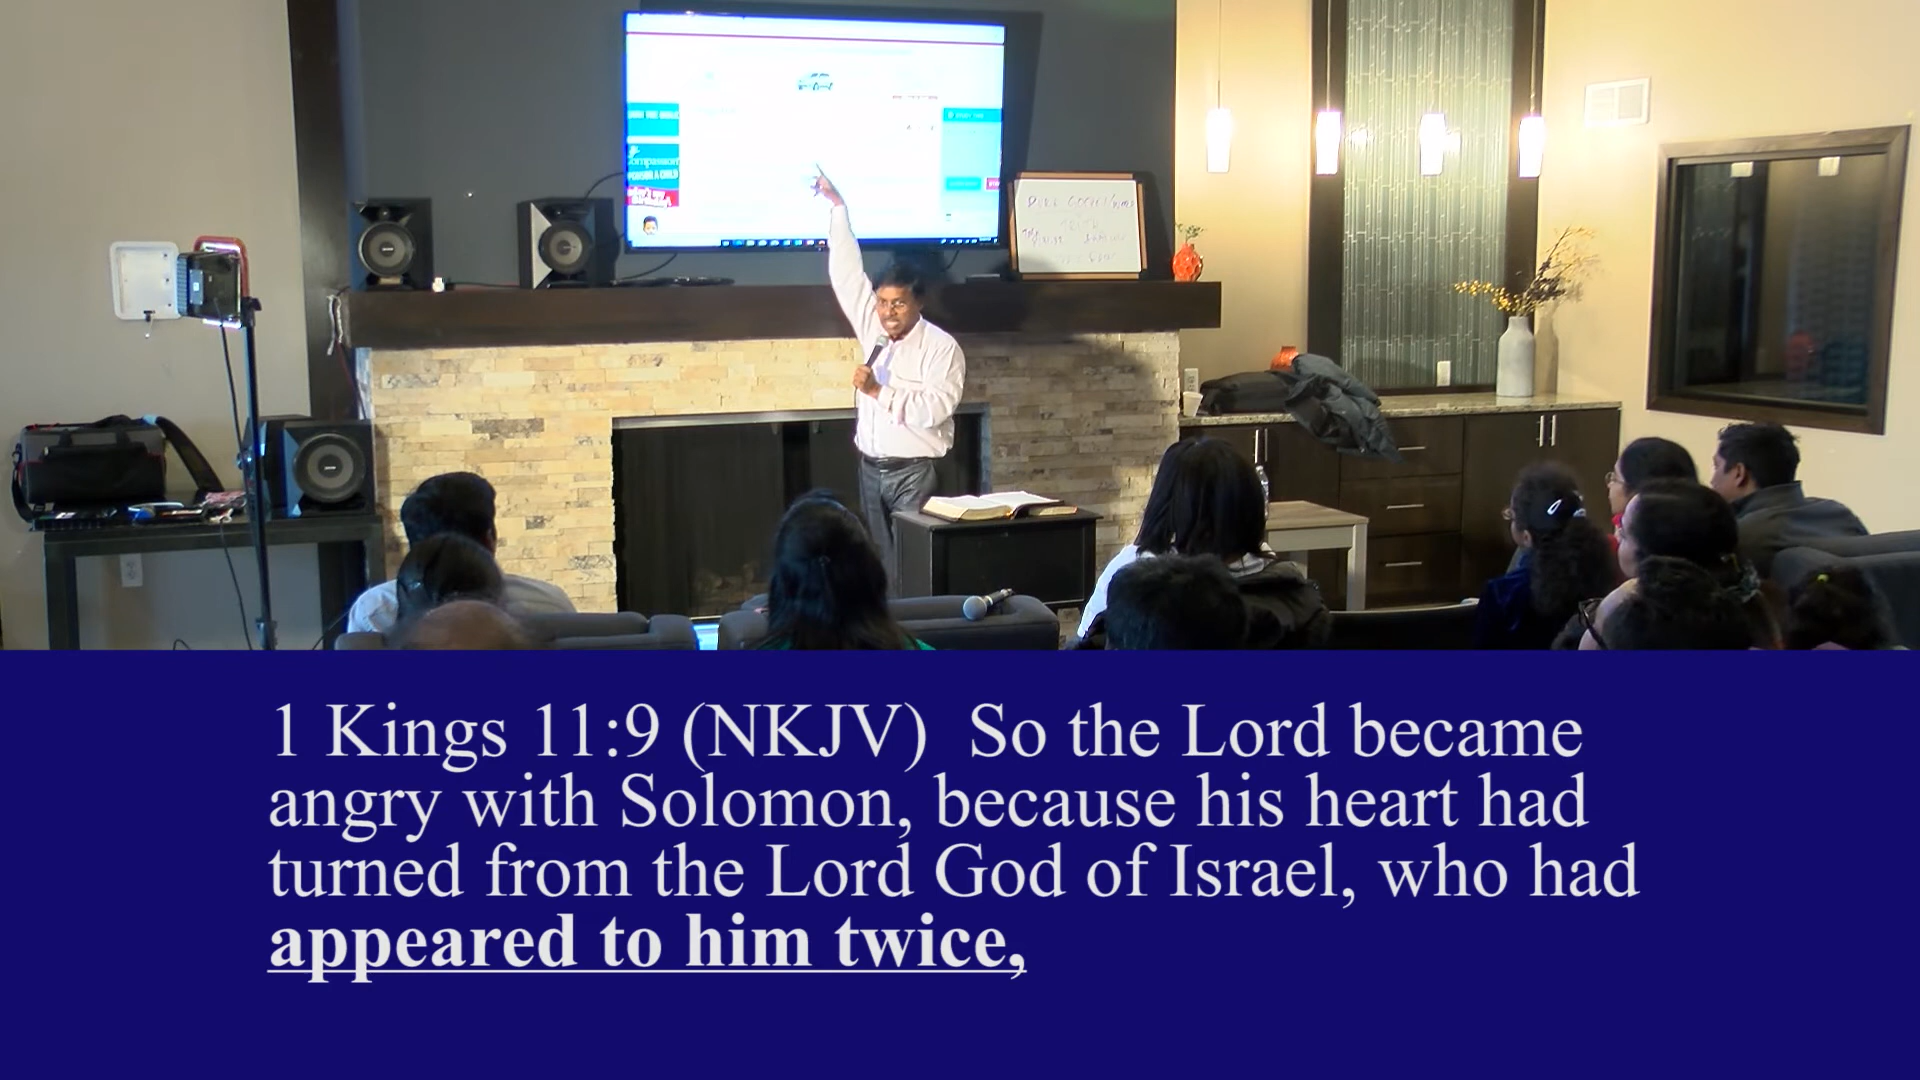 1 Kings 11:9 (NKJV) So the Lord became
angry with Solomon, because his heart had
turned from the Lord God of Israel, who had
appeared to him twice,